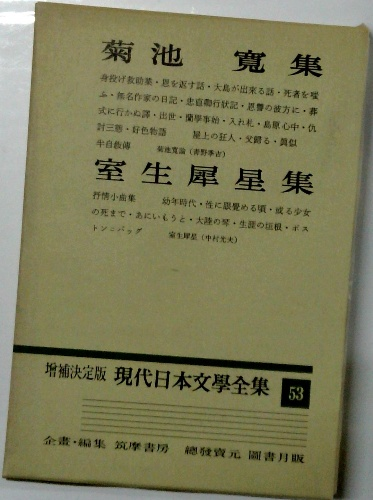 菊池 寛集
身投げ救助業・恩を返す話・大島が出来る話・死者を嗤
ふ・無名作家の日記・忠直卿行狀記・恩讐の彼方に・葬
式に行かぬ譯・出世・蘭學事始・入れ札・島原心中・仇
討三態・好色物語 屋上の狂人・父歸る・眞似
半自敍傳 菊池寛論(青野季吉)
室生犀星集
抒情小曲集 幼年時代・性に眼覺める頃・或る少女
の死まで・あにいもうと・大陸の琴・生涯の垣根・ボス
トン=バッグ 室生犀星(中村光夫)
增補決定版 現代日本文學全集 53
企畫・編集 筑摩書房 總發賣元 圖書月版